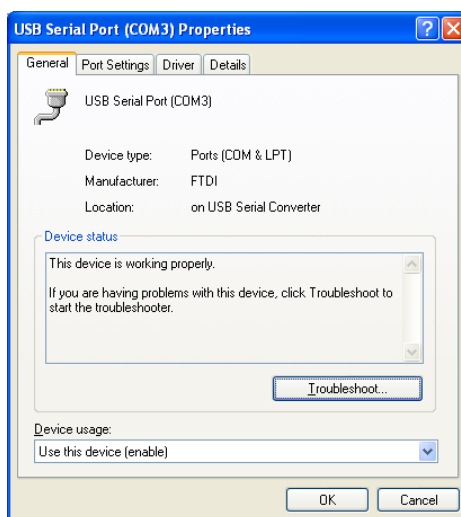 USB Serial Port (COM3) Properties
General Port Settings Driver Details
USB Serial Port (COM3)
Device type: Ports (COM & LPT)
Manufacturer: FTDI
Location: on USB Serial Converter
Device status
This device is working properly.
If you are having problems with this device, click Troubleshoot to
start the troubleshooter.
Troubleshoot...
Device usage:
Use this device (enable)
OK Cancel